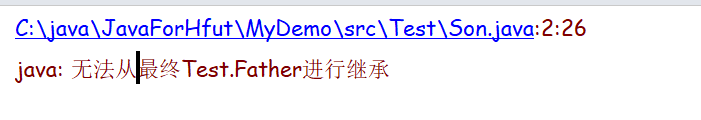 C:\java\JavaForHfut\MyDemo\src\Test\Son.java:2:26
java: 无法从最终Test.Father进行继承